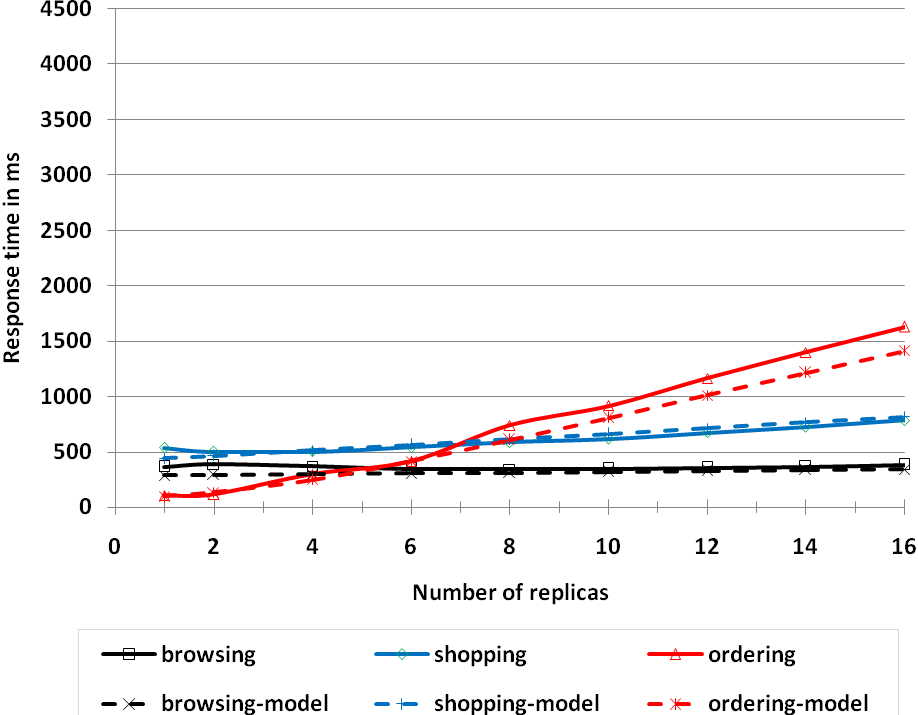 4500
4000
3500
3000
2500
2000
1500
1000
500
0
Response time in ms
0 2 4 6 8 10 12 14 16
Number of replicas
browsing shopping ordering
browsing-model shopping-model ordering-model